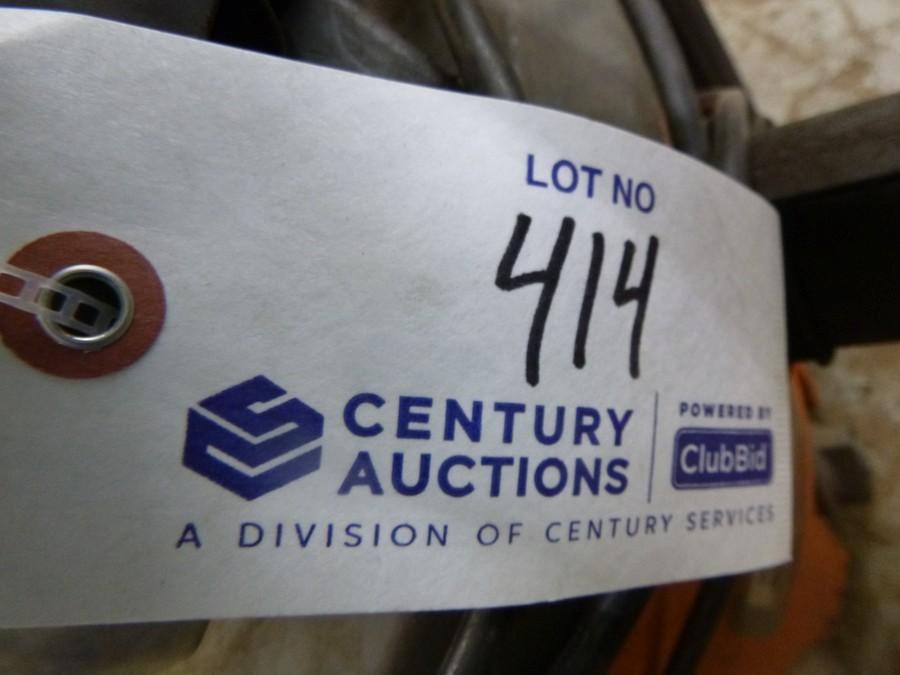 LOT NO
414
CENTURY
AUCTIONS
POWERED BY
ClubBid
A DIVISION OF CENTURY SERVICES